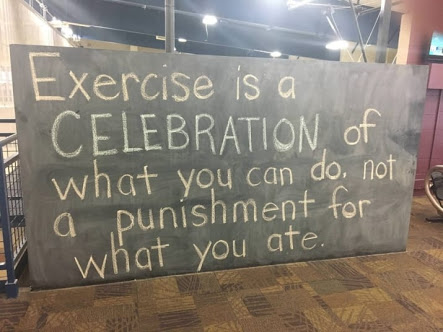 Exercise is a
CELEBRATION of
what you can do, not
a punishment for
what you ate.